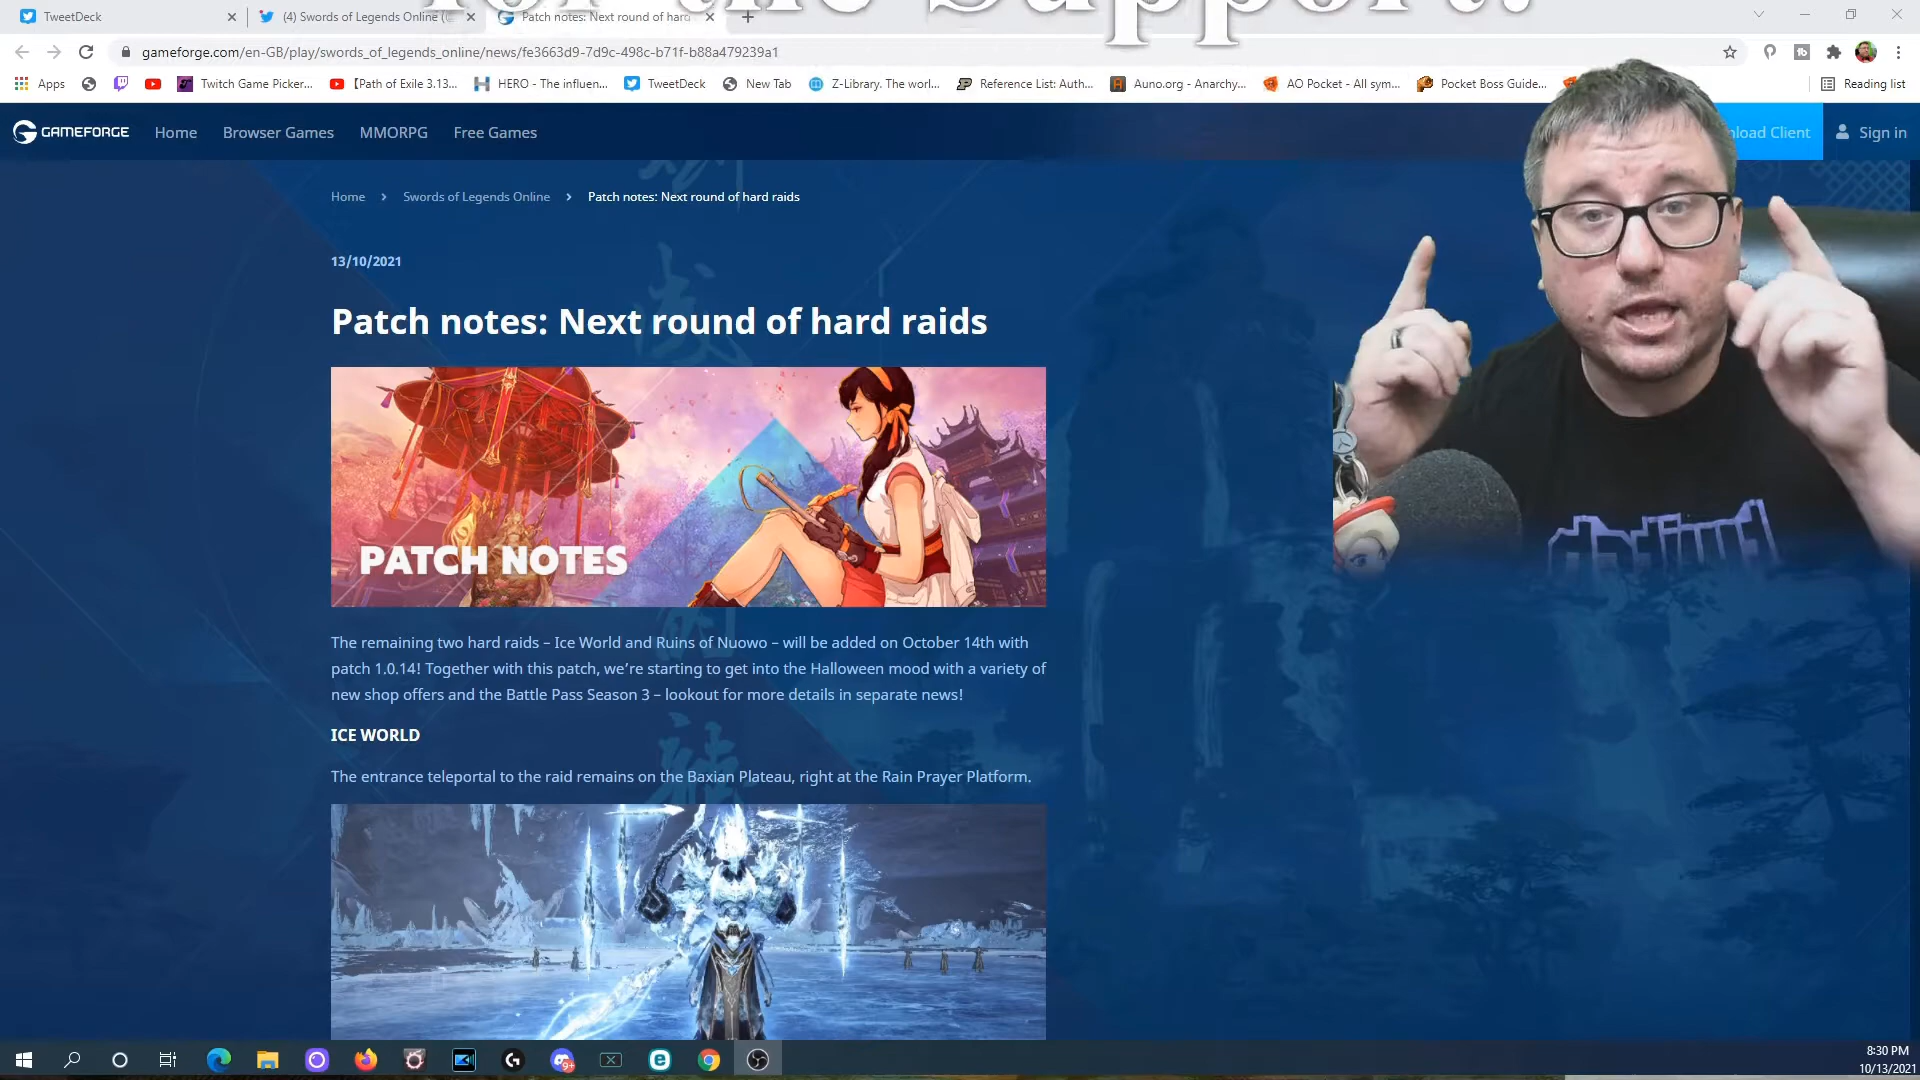 for the Support!
TweetDeck
(4) Swords of Legends Online (
Patch notes: Next round of hard
gameforge.com/en-GB/play/swords_of_legends_online/news/fe3663d9-7d9c-498c-b71f-b88a479239a1
Apps
Twitch Game Picker...
【Path of Exile 3.13...
HERO - The influen...
TweetDeck
New Tab
Z-Library. The worl...
Reference List: Auth...
Auno.org - Anarchy...
AO Pocket - All sym...
Pocket Boss Guide...
Reading list
GAMEFORGE
Home
Browser Games
MMORPG
Free Games
nload Client
Sign in
Home > Swords of Legends Online > Patch notes: Next round of hard raids
13/10/2021
Patch notes: Next round of hard raids
PATCH NOTES
The remaining two hard raids – Ice World and Ruins of Nuowo – will be added on October 14th with
patch 1.0.14! Together with this patch, we’re starting to get into the Halloween mood with a variety of
new shop offers and the Battle Pass Season 3 – lookout for more details in separate news!
ICE WORLD
The entrance teleportal to the raid remains on the Baxian Plateau, right at the Rain Prayer Platform.
9+
8:30 PM
10/13/2021